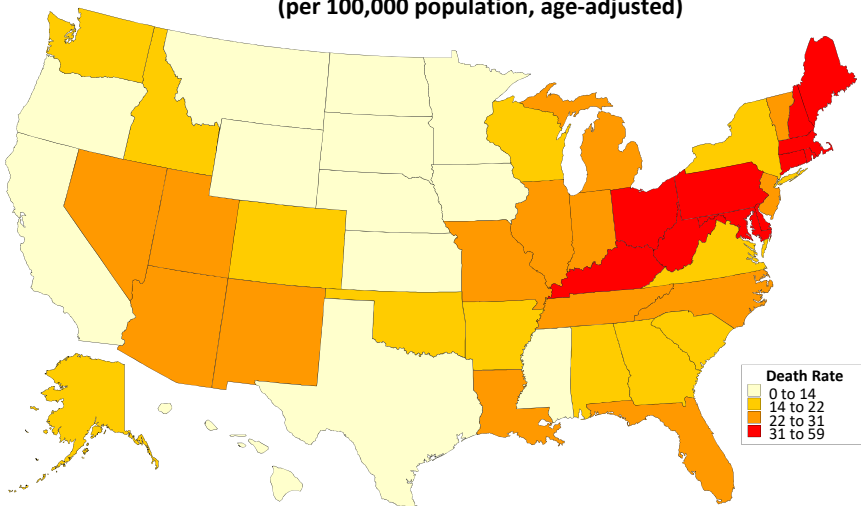 (per 100,000 population, age-adjusted)
Death Rate
0 to 14
14 to 22
22 to 31
31 to 59